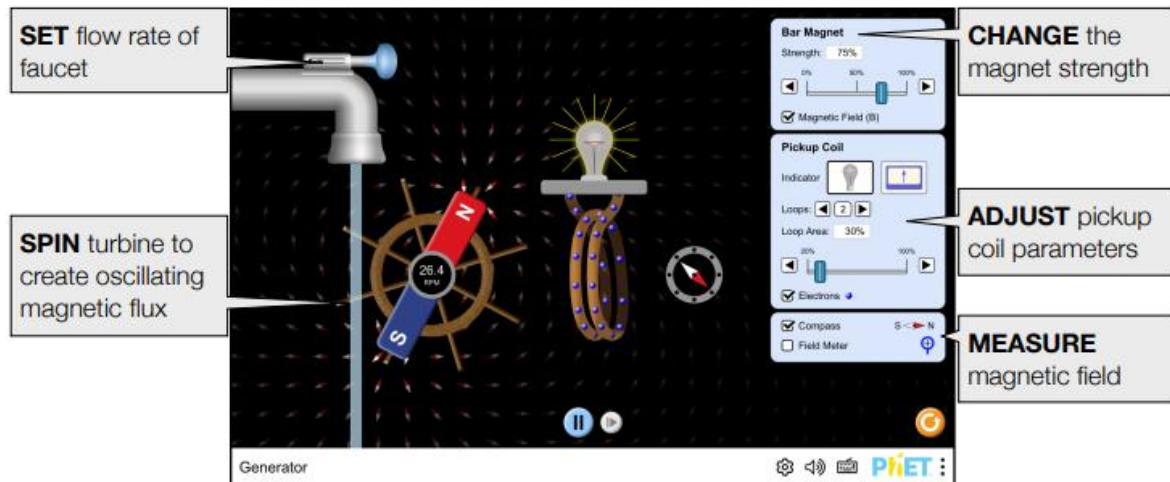 SET flow rate of
faucet
SPIN turbine to
create oscillating
magnetic flux
N
26.4
RPM
S
Bar Magnet
Strength: 75%
0% 50% 100%
Magnetic Field (B)
Pickup Coil
Indicator
Loops: 2
Loop Area: 30%
20% 100%
Electrons
Compass S N
Field Meter
CHANGE the
magnet strength
ADJUST pickup
coil parameters
MEASURE
magnetic field
Generator
PhET